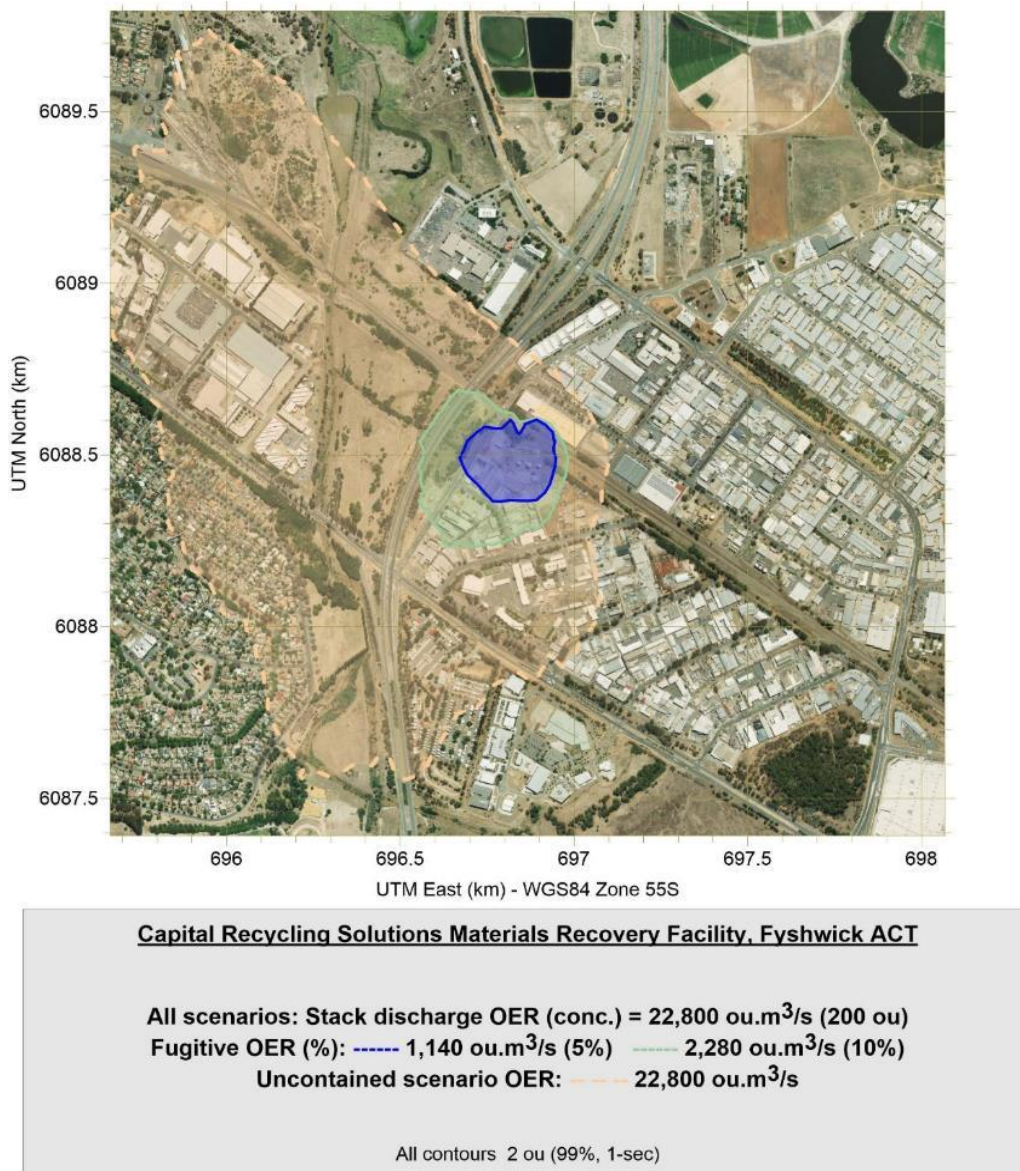 6089.5
6089
6088.5
6088
6087.5
UTM North (km)
696
696.5
697
697.5
698
UTM East (km) - WGS84 Zone 55S
Capital Recycling Solutions Materials Recovery Facility, Fyshwick ACT
All scenarios: Stack discharge OER (conc.) = 22,800 ou.m³/s (200 ou)
Fugitive OER (%): ------ 1,140 ou.m³/s (5%) ------ 2,280 ou.m³/s (10%)
Uncontained scenario OER: — — — 22,800 ou.m³/s
All contours 2 ou (99%, 1-sec)